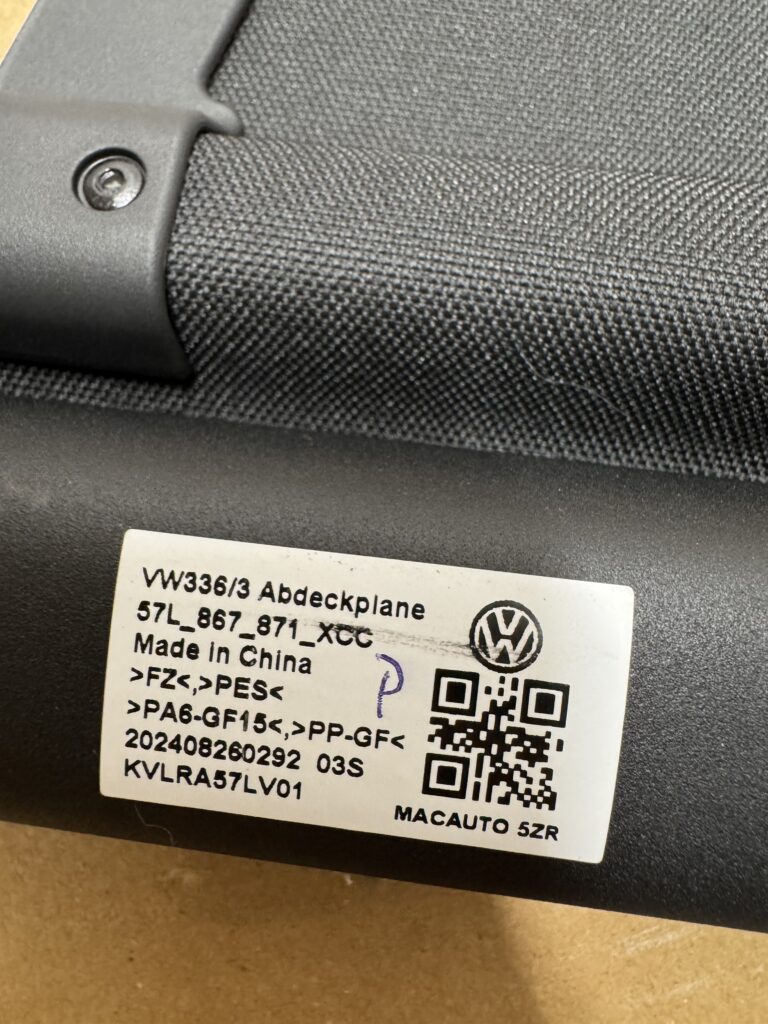 VW336/3 Abdeckplane
57L_867_871_XCC
Made in China
>FZ<,>PES<
P
>PA6-GF15<,>PP-GF<
202408260292 03S
KVLRA57LV01
MACAUTO 5ZR